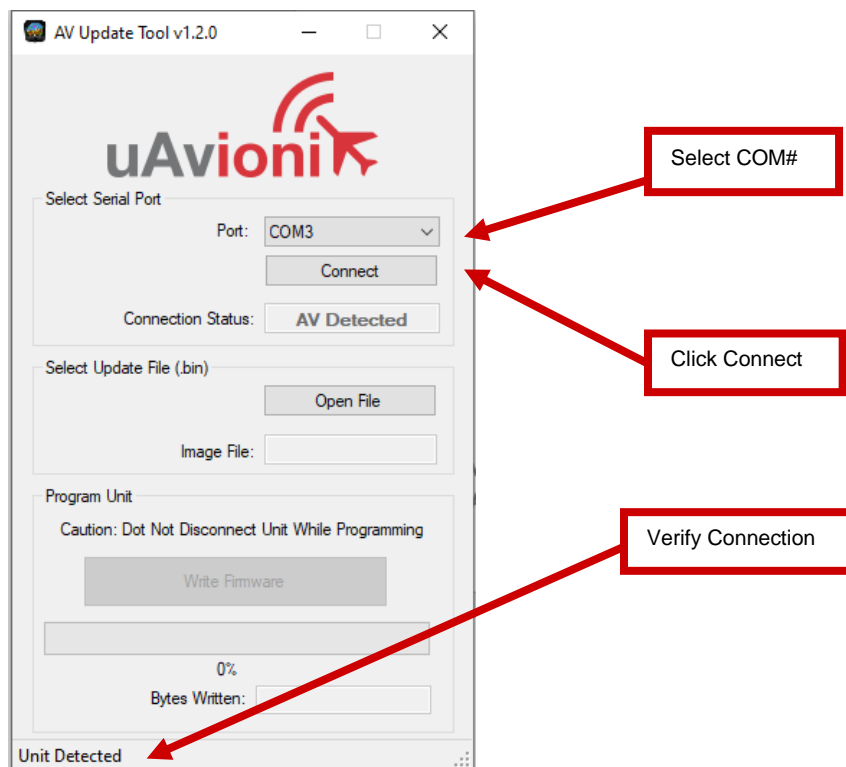 AV Update Tool v1.2.0
uAvioni
Select COM#
Select Serial Port
Port: COM3
Connect
Connection Status: AV Detected
Click Connect
Select Update File (.bin)
Open File
Image File:
Program Unit
Caution: Dot Not Disconnect Unit While Programming
Verify Connection
Write Firmware
0%
Bytes Written:
Unit Detected